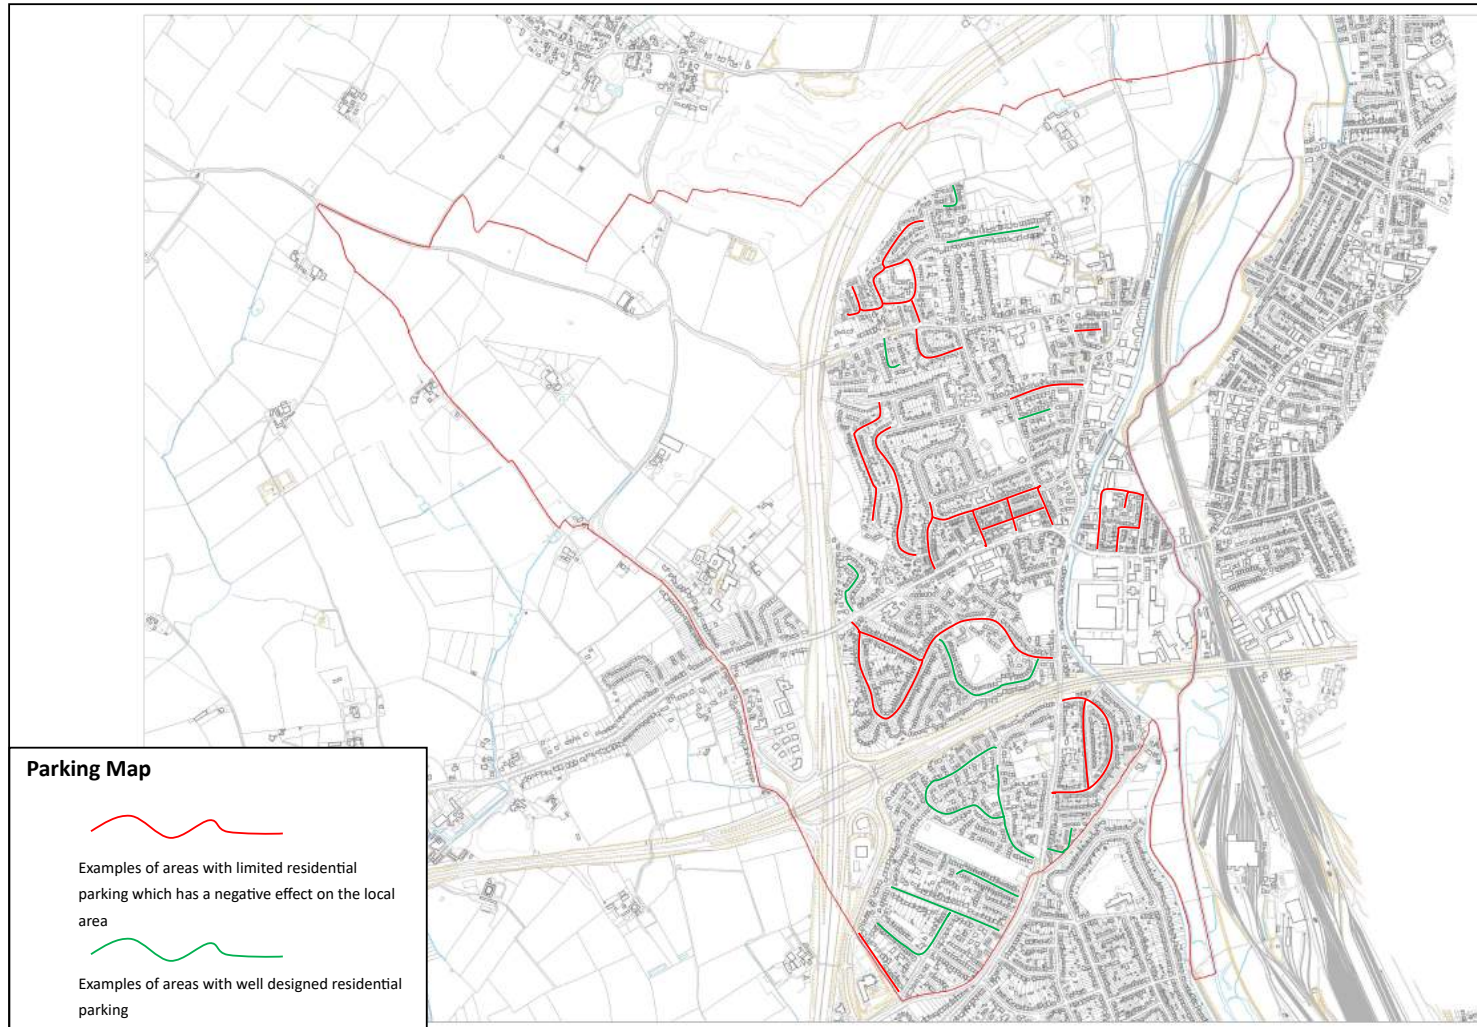 Parking Map
Examples of areas with limited residential
parking which has a negative effect on the local
area
Examples of areas with well designed residential
parking